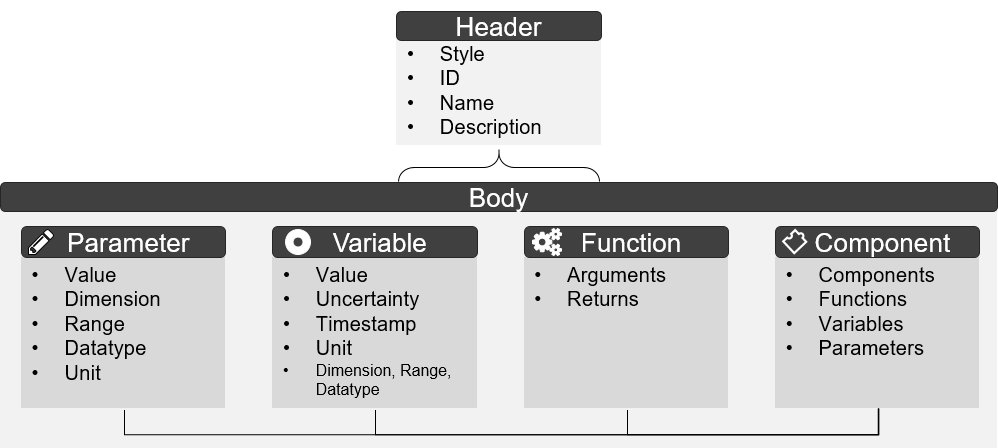 Header
• Style
• ID
• Name
• Description
Body
Parameter
• Value
• Dimension
• Range
• Datatype
• Unit
Variable
• Value
• Uncertainty
• Timestamp
• Unit
• Dimension, Range,
Datatype
Function
• Arguments
• Returns
Component
• Components
• Functions
• Variables
• Parameters